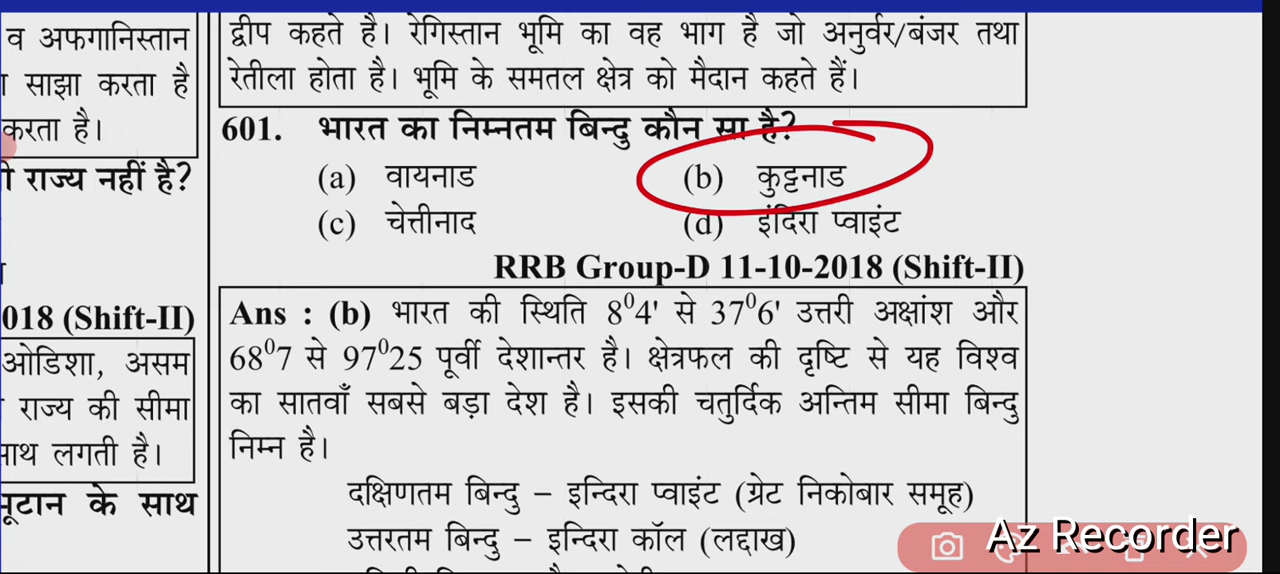 व अफगानिस्तान
साझा करता है
करता है।
राज्य नहीं है?
018 (Shift-II)
ओडिशा, असम
राज्य की सीमा
लगती है।
के साथ
द्वीप कहते है। रेगिस्तान भूमि का वह भाग है जो अनुर्वर/बंजर तथा
रेतीला होता है। भूमि के समतल क्षेत्र को मैदान कहते हैं।
601. भारत का निम्नतम बिन्दु कौन सा है?
(a) वायनाड (b) कुट्टनाड
(c) चेत्तीनाद (d) इंदिरा प्वाइंट
RRB Group-D 11-10-2018 (Shift-II)
Ans : (b) भारत की स्थिति 8⁰4' से 37⁰6' उत्तरी अक्षांश और
68⁰7 से 97⁰25 पूर्वी देशान्तर है। क्षेत्रफल की दृष्टि से यह विश्व
का सातवाँ सबसे बड़ा देश है। इसकी चतुर्दिक अन्तिम सीमा बिन्दु
निम्न है।
दक्षिणतम बिन्दु – इन्दिरा प्वाइंट (ग्रेट निकोबार समूह)
उत्तरतम बिन्दु – इन्दिरा कॉल (लद्दाख)
Az Recorder